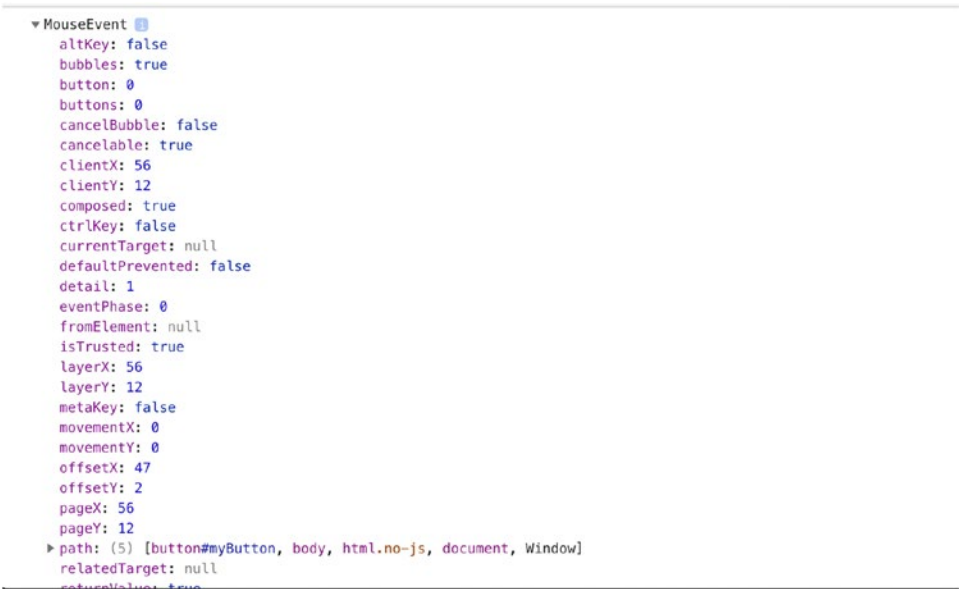 ▼MouseEvent i
altKey: false
bubbles: true
button: 0
buttons: 0
cancelBubble: false
cancelable: true
clientX: 56
clientY: 12
composed: true
ctrlKey: false
currentTarget: null
defaultPrevented: false
detail: 1
eventPhase: 0
fromElement: null
isTrusted: true
layerX: 56
layerY: 12
metaKey: false
movementX: 0
movementY: 0
offsetX: 47
offsetY: 2
pageX: 56
pageY: 12
▶path: (5) [button#myButton, body, html.no-js, document, Window]
relatedTarget: null
returnValue: true